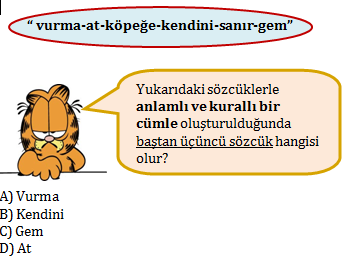 “ vurma-at-köpeğe-kendini-sanır-gem”
Yukarıdaki sözcüklerle
anlamlı ve kurallı bir
cümle oluşturulduğunda
baştan üçüncü sözcük hangisi
olur?
A) Vurma
B) Kendini
C) Gem
D) At